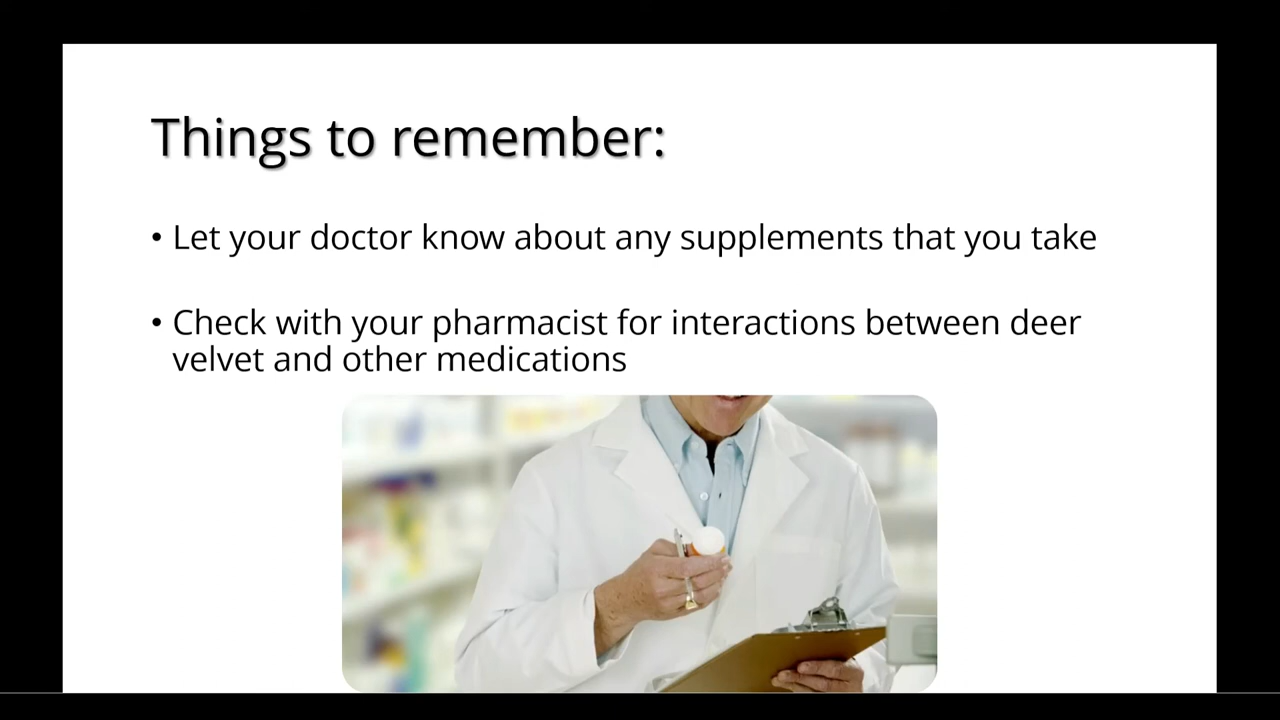 Things to remember:
• Let your doctor know about any supplements that you take
• Check with your pharmacist for interactions between deer
velvet and other medications